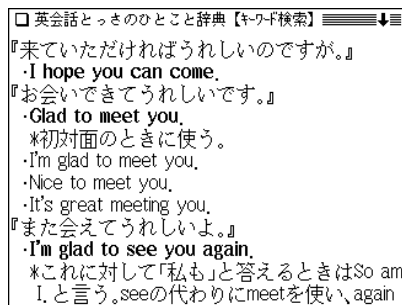 □ 英会話とっさのひとこと辞典【ｷｰﾜｰﾄﾞ検索】
『来ていただければうれしいのですが。』
·I hope you can come.
『お会いできてうれしいです。』
·Glad to meet you.
*初対面のときに使う。
·I'm glad to meet you.
·Nice to meet you.
·It's great meeting you.
『また会えてうれしいよ。』
·I'm glad to see you again.
*これに対して「私も」と答えるときはSo am
I.と言う。seeの代わりにmeetを使い、again